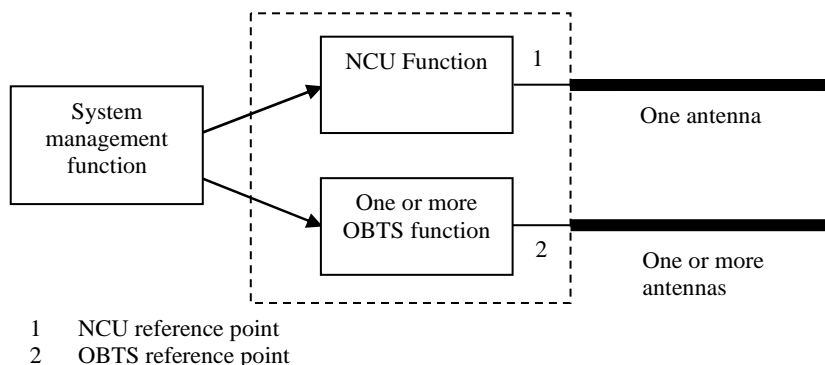 NCU Function
1
System
management
function
One antenna
One or more
OBTS function
2
One or more
antennas
1 NCU reference point
2 OBTS reference point